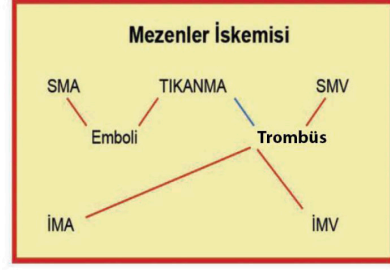 Mezenler İskemisi
SMA TIKANMA SMV
Emboli Trombüs
İMA İMV